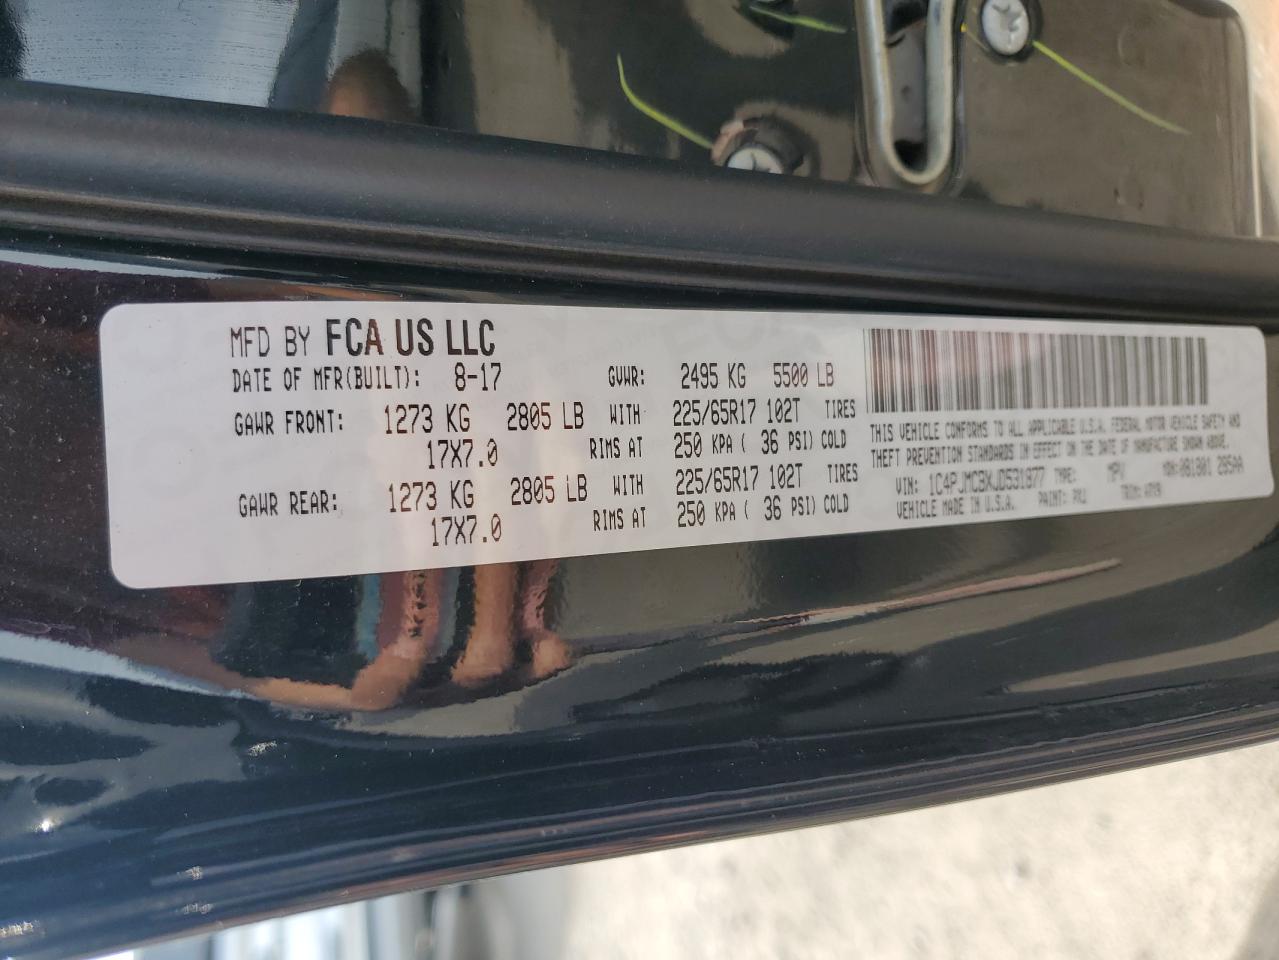 MFD BY FCA US LLC
DATE OF MFR(BUILT): 8-17 GVWR: 2495 KG 5500 LB
GAWR FRONT: 1273 KG 2805 LB WITH 225/65R17 102T TIRES
17X7.0 RIMS AT 250 KPA ( 36 PSI) COLD
GAWR REAR: 1273 KG 2805 LB WITH 225/65R17 102T TIRES
17X7.0 RIMS AT 250 KPA ( 36 PSI) COLD
THIS VEHICLE CONFORMS TO ALL APPLICABLE U.S.A. FEDERAL MOTOR VEHICLE SAFETY AND
THEFT PREVENTION STANDARDS IN EFFECT ON THE DATE OF MANUFACTURE SHOWN ABOVE.
VIN: 1C4PJMCBXJD531877 TYPE: MPV MDH:
VEHICLE MADE IN U.S.A. PAINT: TRIM: